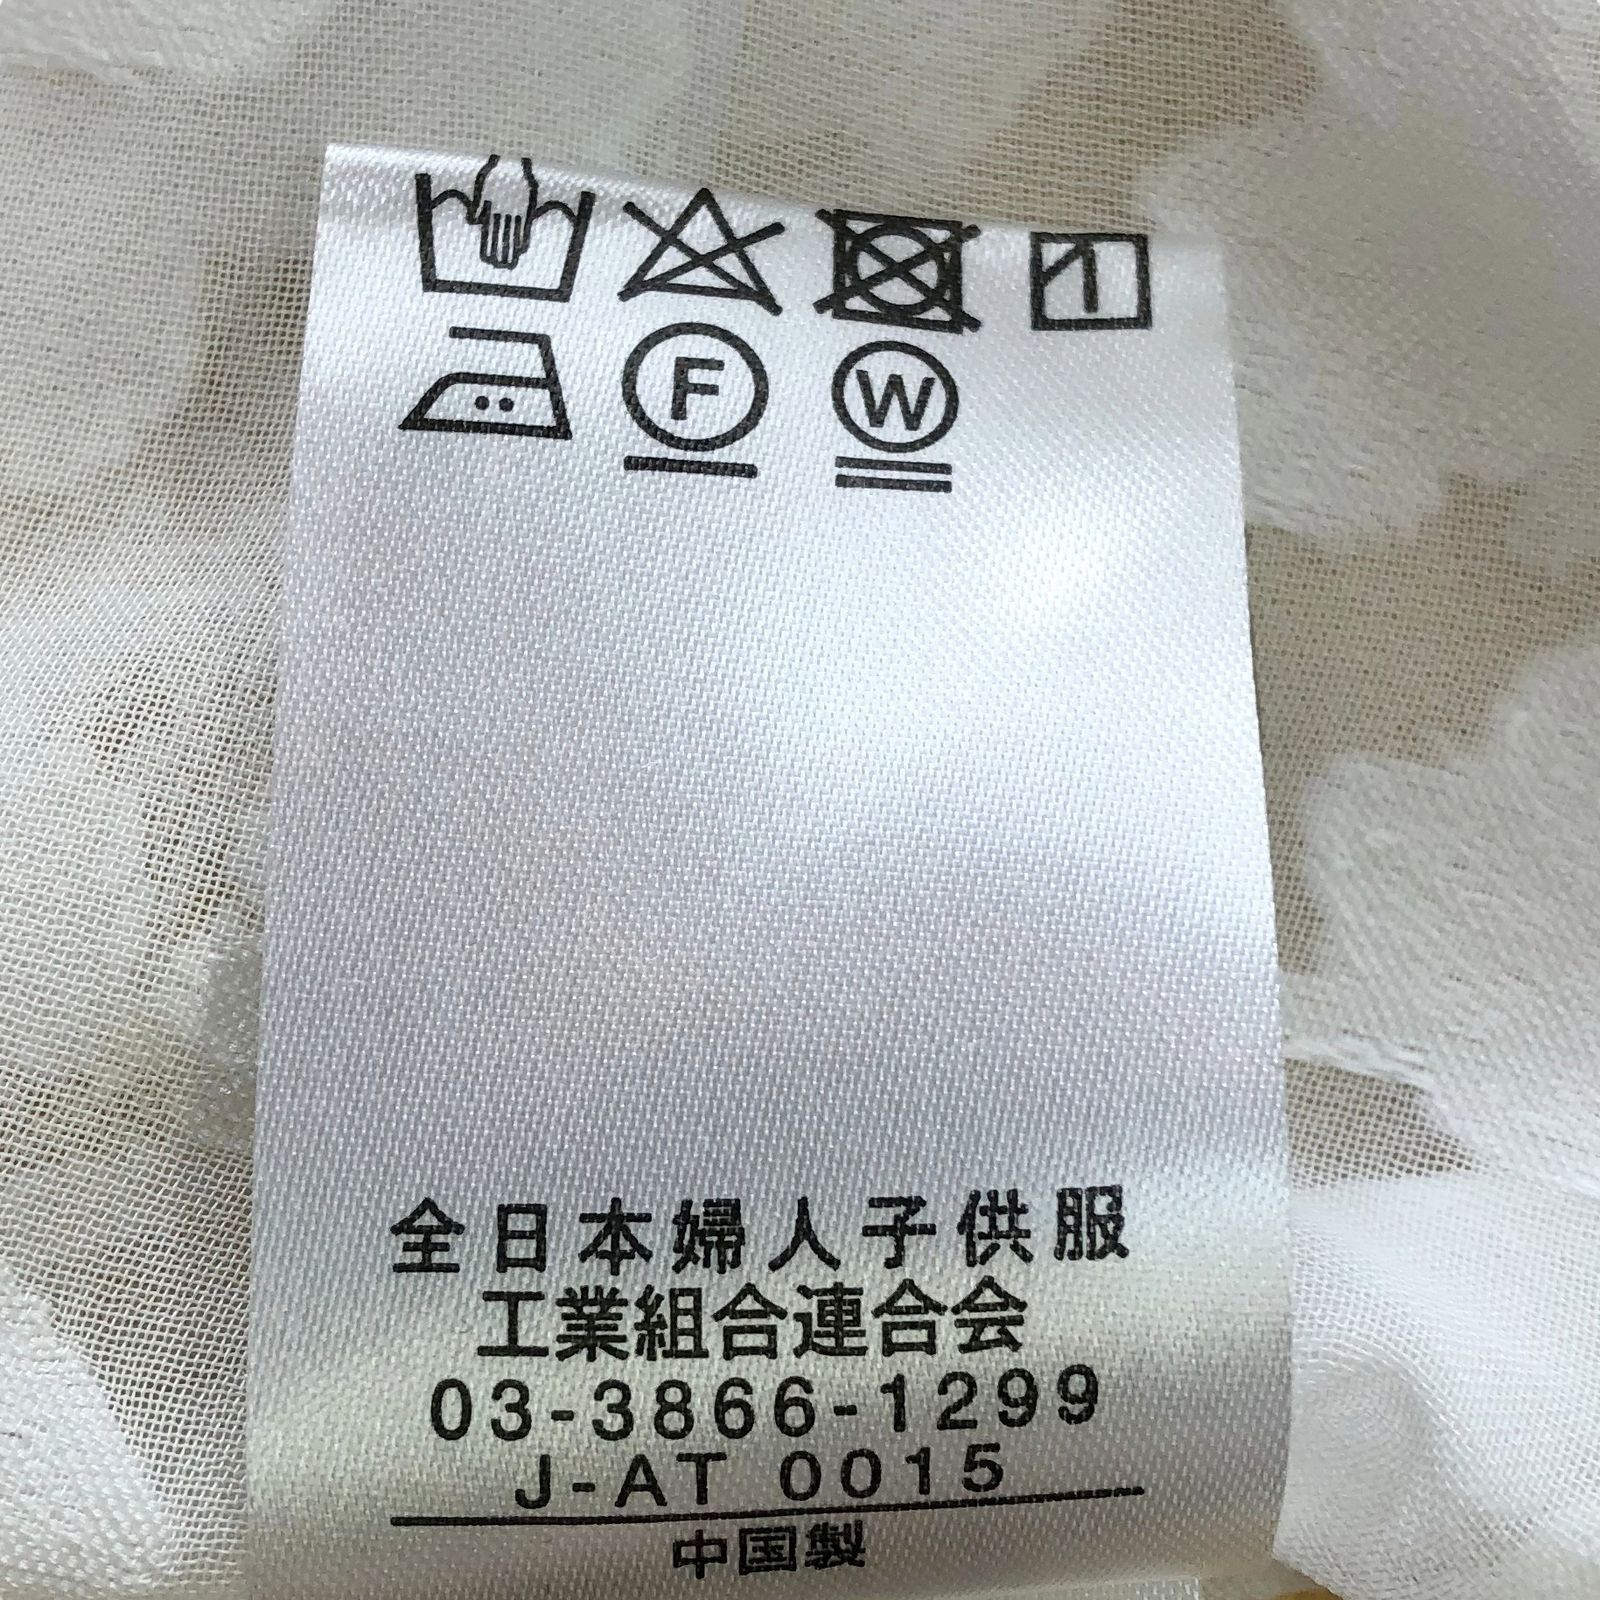 F W
全日本婦人子供服
工業組合連合会
03-3866-1299
J-AT 0015
中国製